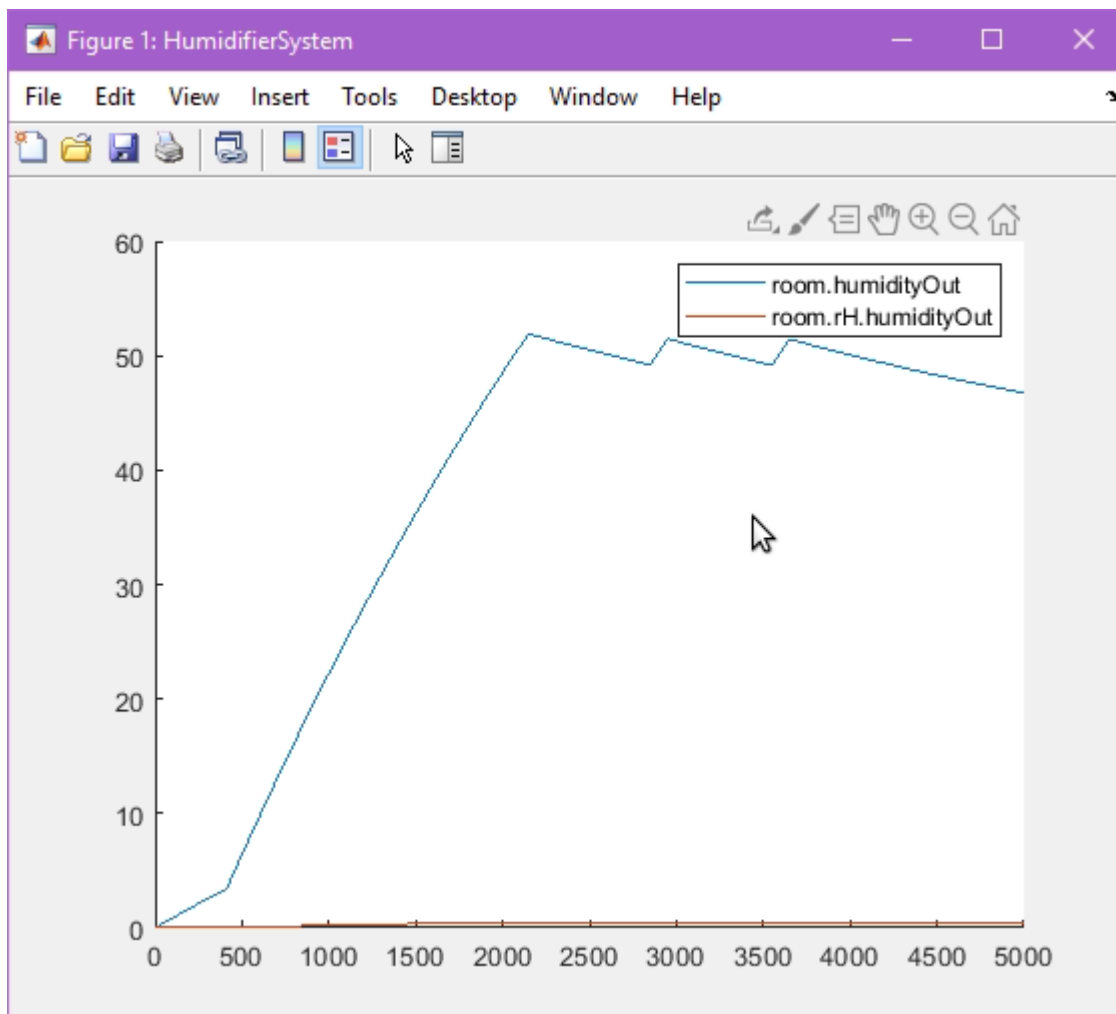 Figure 1: HumidifierSystem
File Edit View Insert Tools Desktop Window Help
60
50
40
30
20
10
0
room.humidityOut
room.rH.humidityOut
0 500 1000 1500 2000 2500 3000 3500 4000 4500 5000